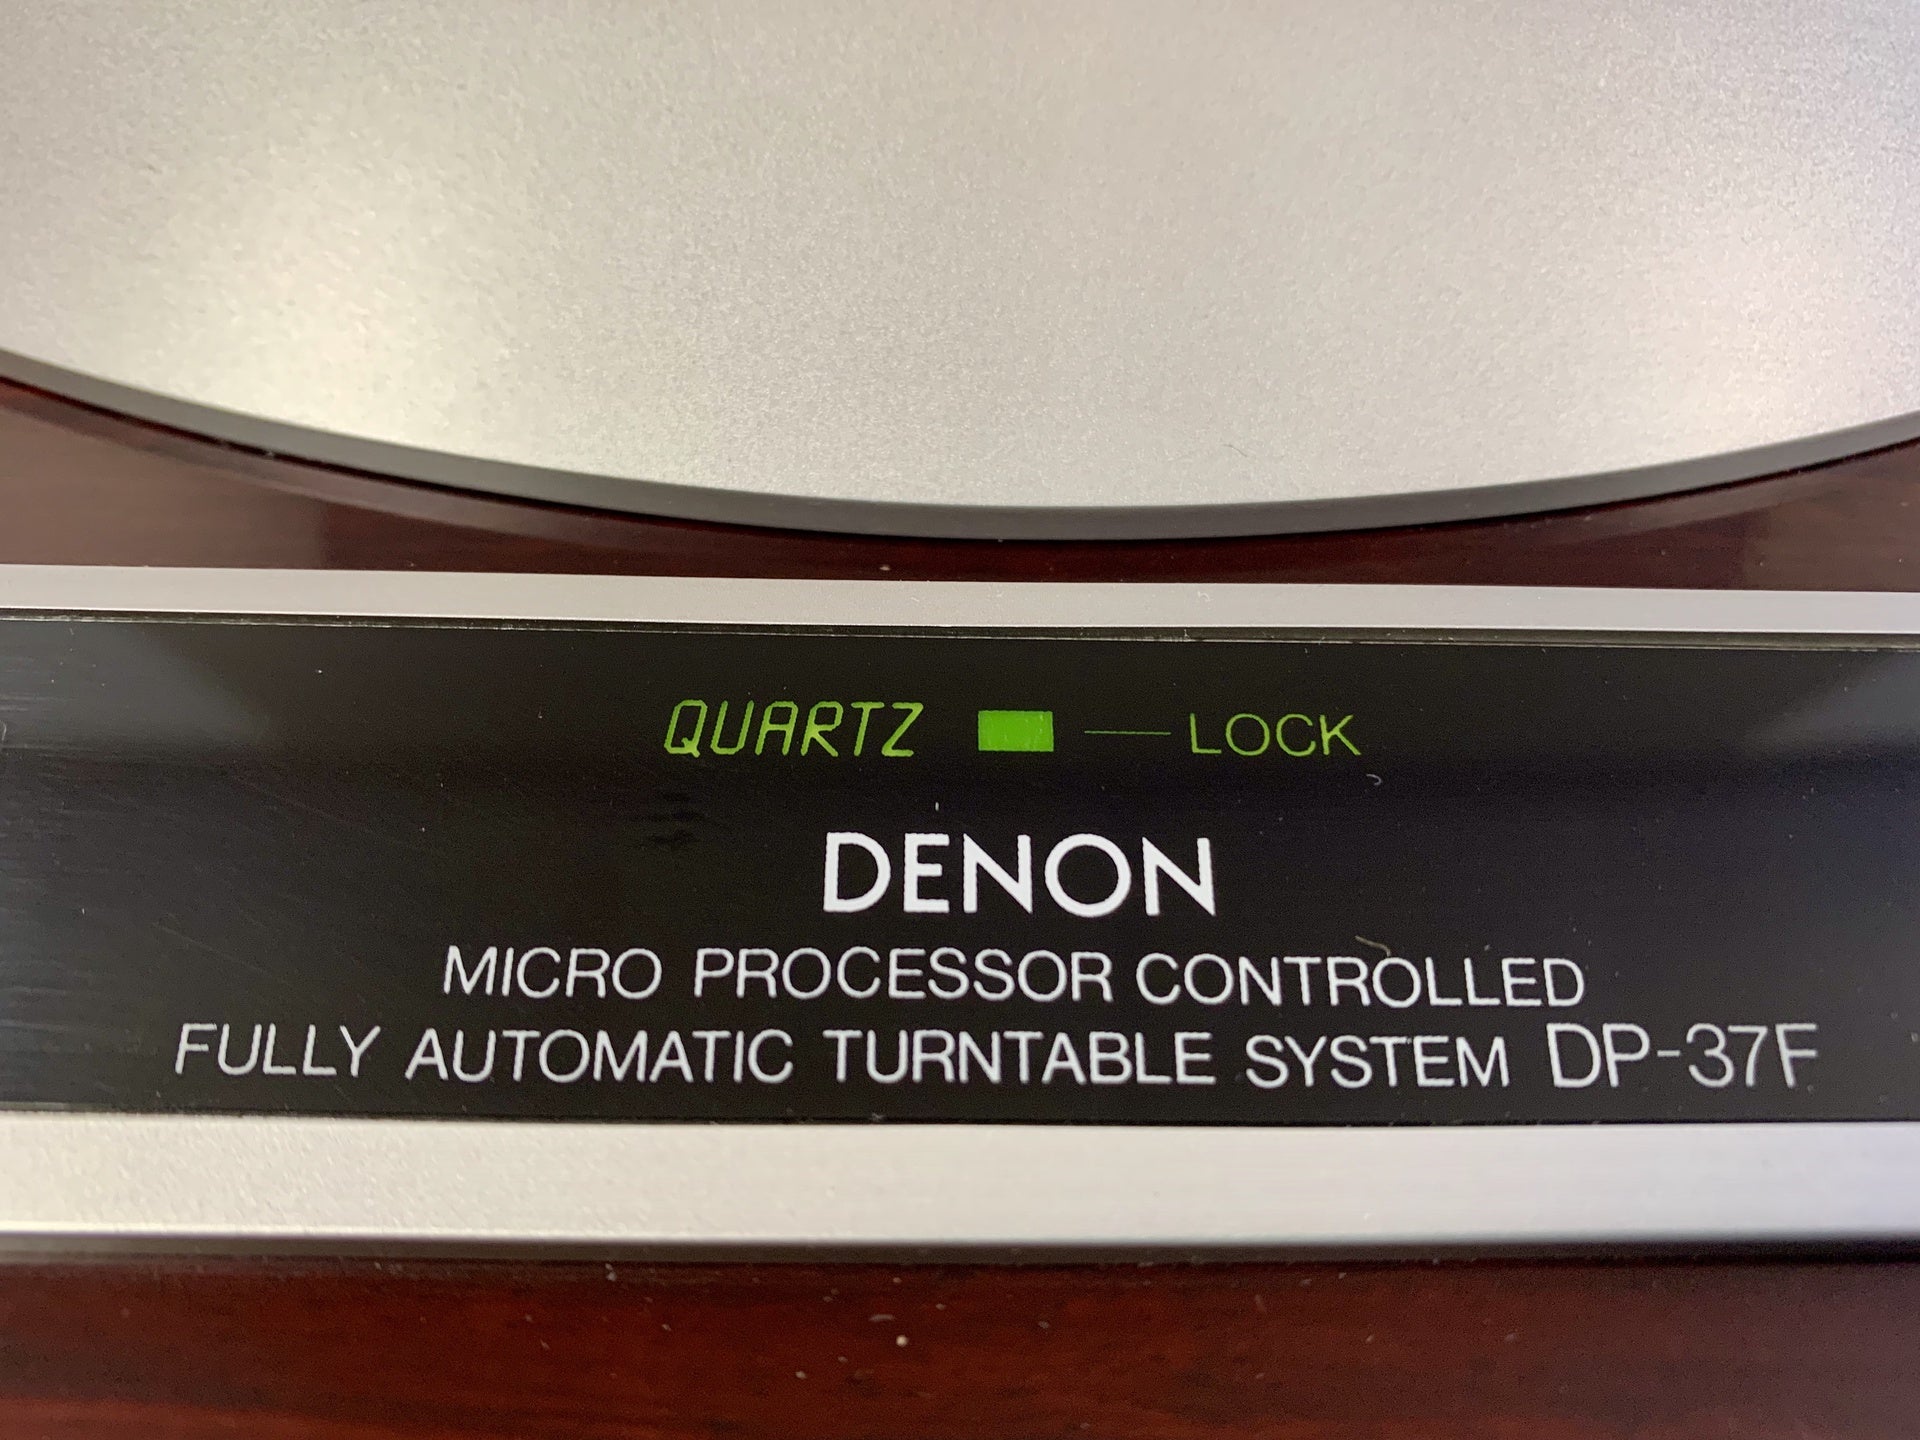 QUARTZ — LOCK
DENON
MICRO PROCESSOR CONTROLLED
FULLY AUTOMATIC TURNTABLE SYSTEM DP-37F